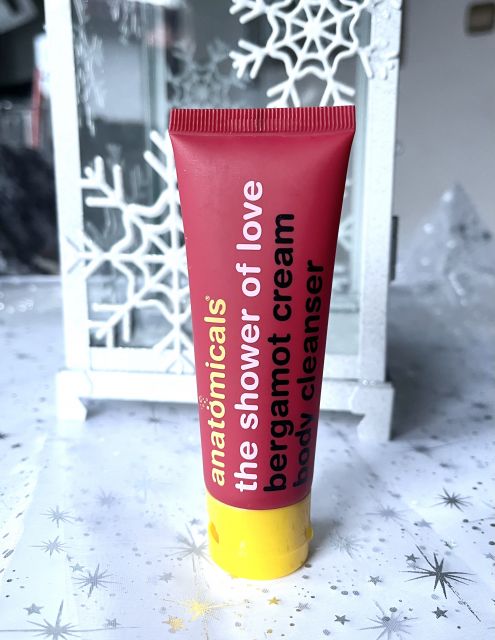 anatomicals®
the shower of love
bergamot cream
body cleanser